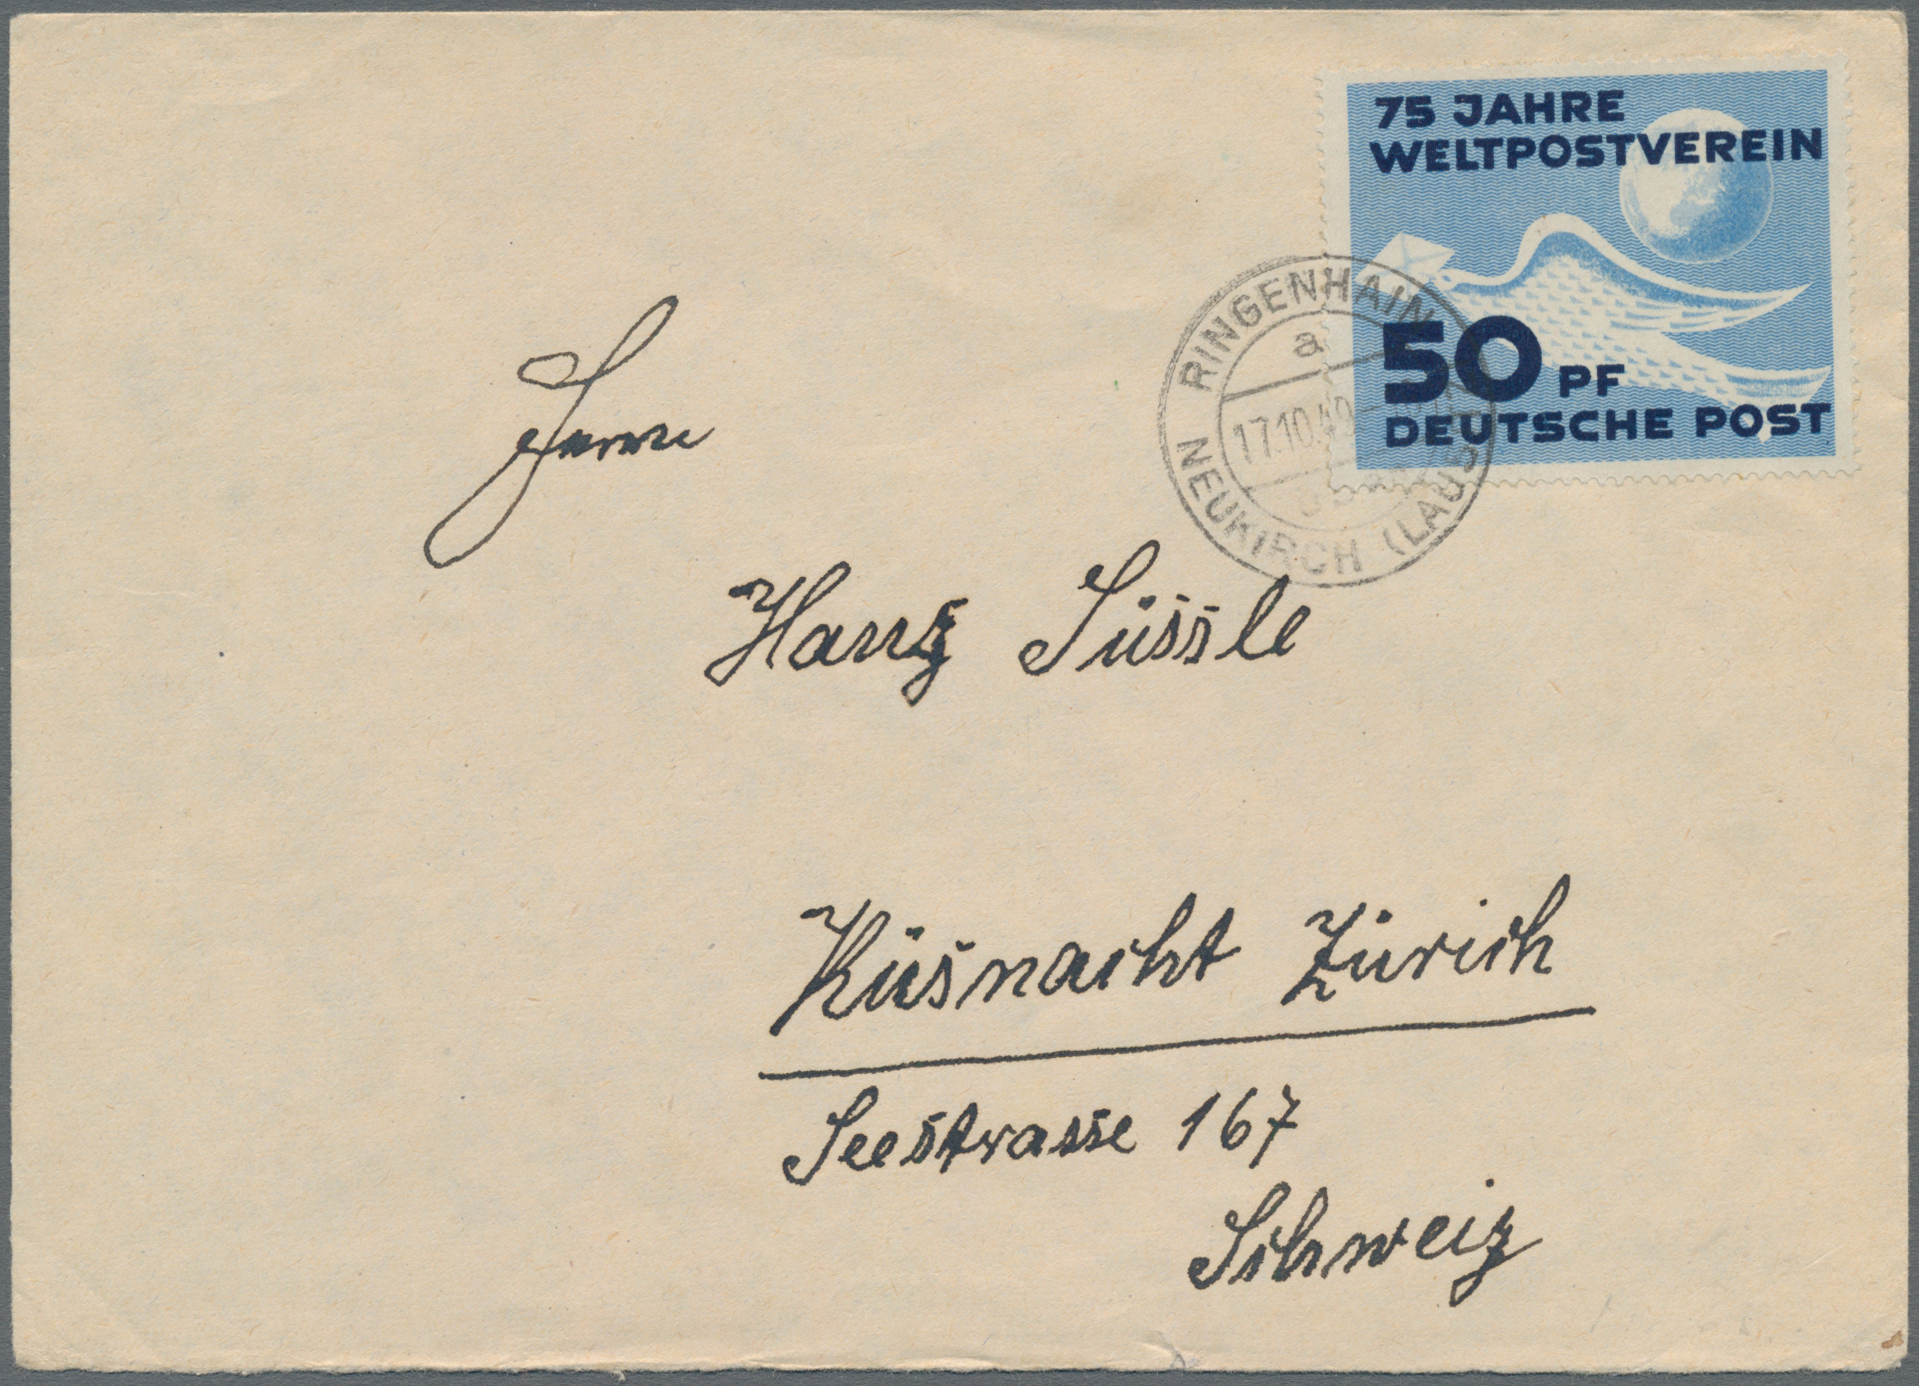 75 JAHRE
WELTPOSTVEREIN
50 PF
DEUTSCHE POST
RINGENHAIN
a
17.10.49
NEUKIRCH (LAUS
Herrn
Hans Süssle
Küsnacht Zürich
Seestrasse 167
Schweiz